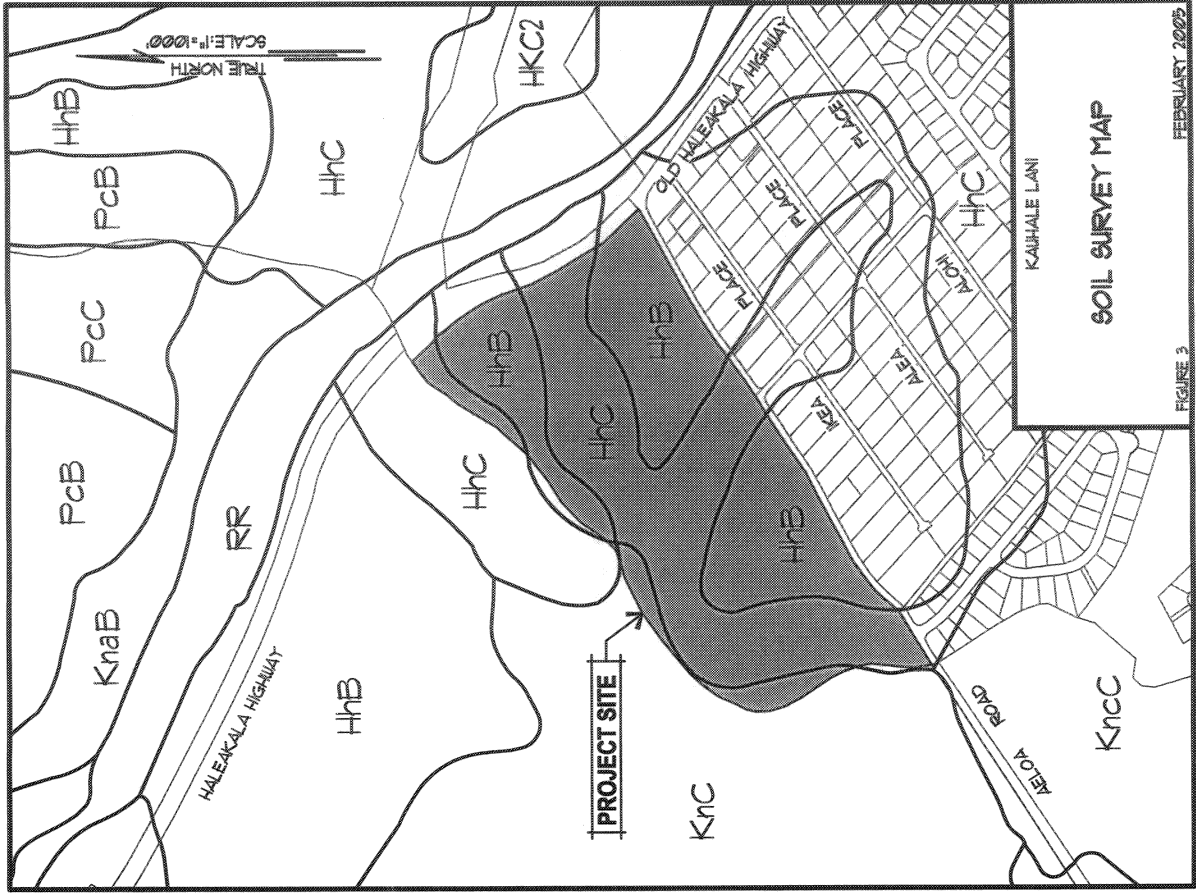 TRUE NORTH
SCALE: 1"=1000'
HhB
PcB
HhC
HKC2
PcC
PcB
RR
KnaB
HALEAKALA HIGHWAY
OLD HALEAKALA HIGHWAY
HhB
HhC
HhB
HhC
HhB
HhB
PLACE
PLACE
PLACE
IKEA
ALEA
ALOHI
HhC
PROJECT SITE
KnC
AELOA ROAD
KncC
KAUHALE LANI
SOIL SURVEY MAP
FIGURE 3
FEBRUARY 2005